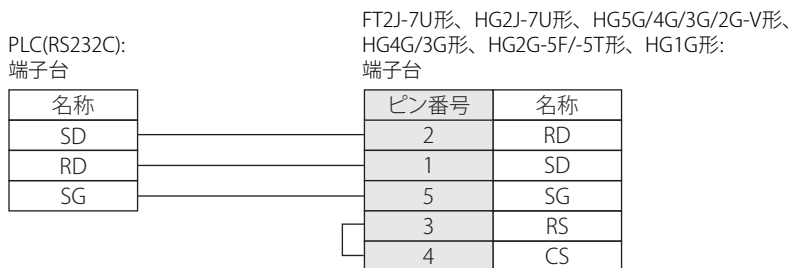 FT2J-7U形、HG2J-7U形、HG5G/4G/3G/2G-V形、
HG4G/3G形、HG2G-5F/-5T形、HG1G形:
端子台
PLC(RS232C):
端子台
名称
SD
RD
SG
ピン番号 名称
2 RD
1 SD
5 SG
3 RS
4 CS